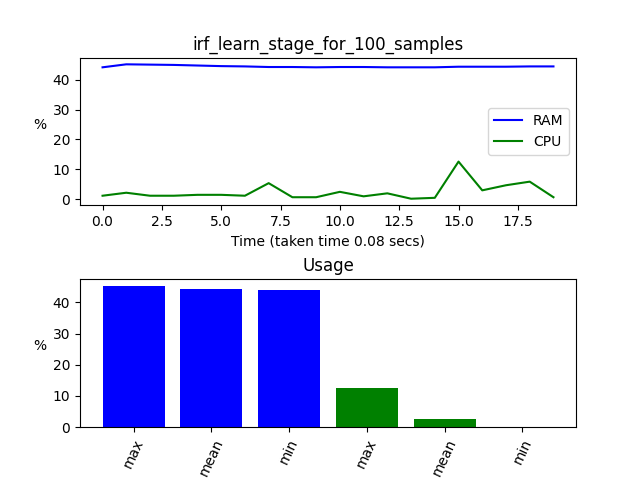 irf_learn_stage_for_100_samples
40
30
20
10
0
%
RAM
CPU
0.0 2.5 5.0 7.5 10.0 12.5 15.0 17.5
Time (taken time 0.08 secs)
Usage
40
30
20
10
0
%
max mean min max mean min